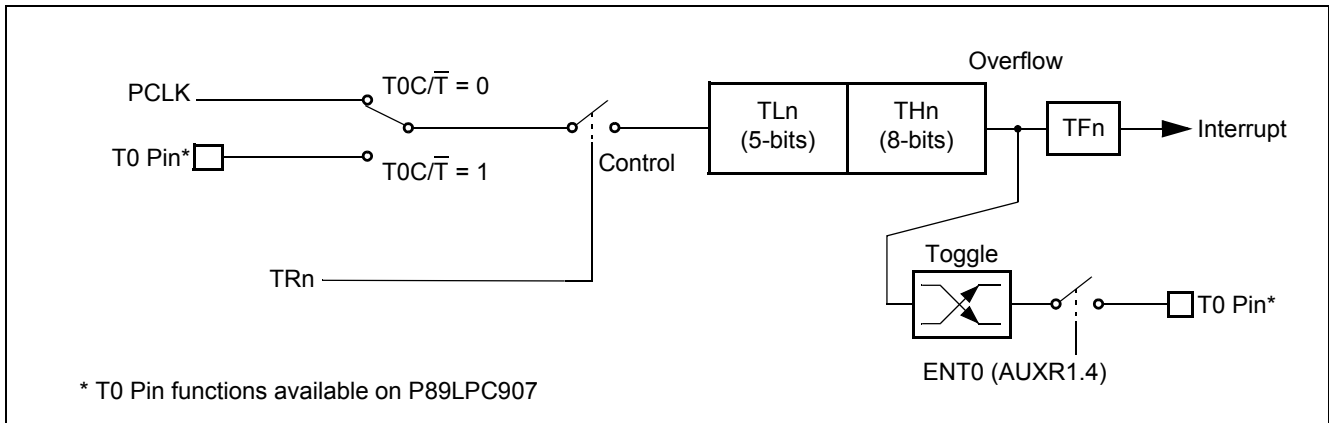 Overflow
PCLK
T0C/T̅ = 0
TLn
(5-bits)
THn
(8-bits)
TFn
Interrupt
T0 Pin*
T0C/T̅ = 1
Control
TRn
Toggle
T0 Pin*
ENT0 (AUXR1.4)
* T0 Pin functions available on P89LPC907